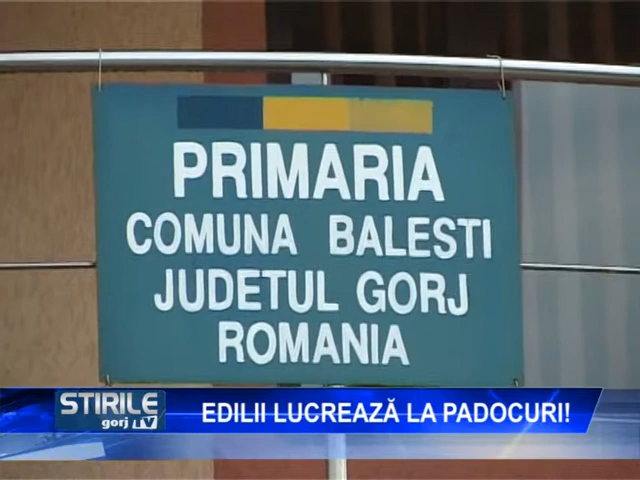 PRIMARIA
COMUNA BALESTI
JUDETUL GORJ
ROMANIA
STIRILE
gorj TV
EDILII LUCREAZĂ LA PADOCURI!